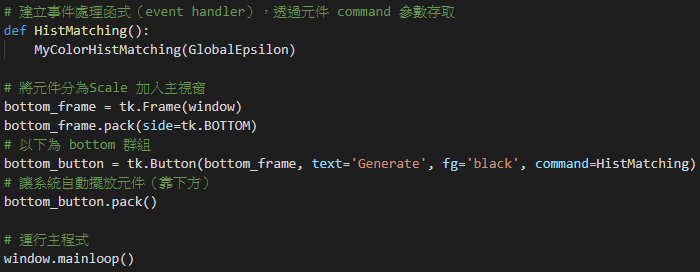 # 建立事件處理函式（event handler），透過元件 command 參數存取
def HistMatching():
    MyColorHistMatching(GlobalEpsilon)
# 將元件分為Scale 加入主視窗
bottom_frame = tk.Frame(window)
bottom_frame.pack(side=tk.BOTTOM)
# 以下為 bottom 群組
bottom_button = tk.Button(bottom_frame, text='Generate', fg='black', command=HistMatching)
# 讓系統自動擺放元件（靠下方）
bottom_button.pack()
# 運行主程式
window.mainloop()